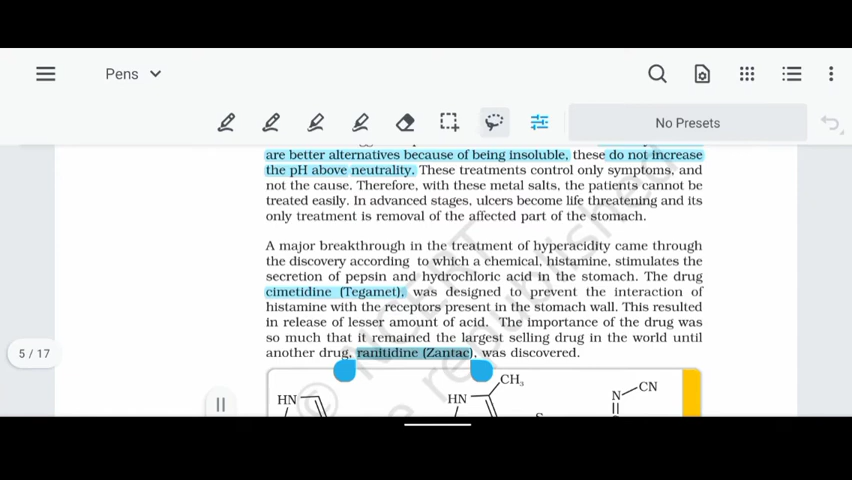 Pens
No Presets
are better alternatives because of being insoluble, these do not increase
the pH above neutrality. These treatments control only symptoms, and
not the cause. Therefore, with these metal salts, the patients cannot be
treated easily. In advanced stages, ulcers become life threatening and its
only treatment is removal of the affected part of the stomach.
A major breakthrough in the treatment of hyperacidity came through
the discovery according to which a chemical, histamine, stimulates the
secretion of pepsin and hydrochloric acid in the stomach. The drug
cimetidine (Tegamet), was designed to prevent the interaction of
histamine with the receptors present in the stomach wall. This resulted
in release of lesser amount of acid. The importance of the drug was
so much that it remained the largest selling drug in the world until
another drug, ranitidine (Zantac), was discovered.
5 / 17
CH3
HN
HN
N
CN
© NCERT
be republished